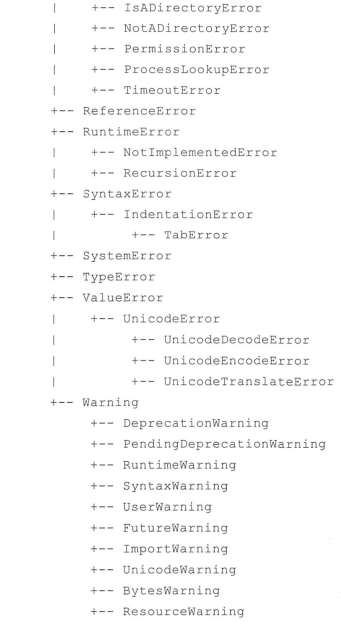 |    +-- IsADirectoryError
|    +-- NotADirectoryError
|    +-- PermissionError
|    +-- ProcessLookupError
|    +-- TimeoutError
+-- ReferenceError
+-- RuntimeError
|    +-- NotImplementedError
|    +-- RecursionError
+-- SyntaxError
|    +-- IndentationError
|         +-- TabError
+-- SystemError
+-- TypeError
+-- ValueError
|    +-- UnicodeError
|         +-- UnicodeDecodeError
|         +-- UnicodeEncodeError
|         +-- UnicodeTranslateError
+-- Warning
     +-- DeprecationWarning
     +-- PendingDeprecationWarning
     +-- RuntimeWarning
     +-- SyntaxWarning
     +-- UserWarning
     +-- FutureWarning
     +-- ImportWarning
     +-- UnicodeWarning
     +-- BytesWarning
     +-- ResourceWarning